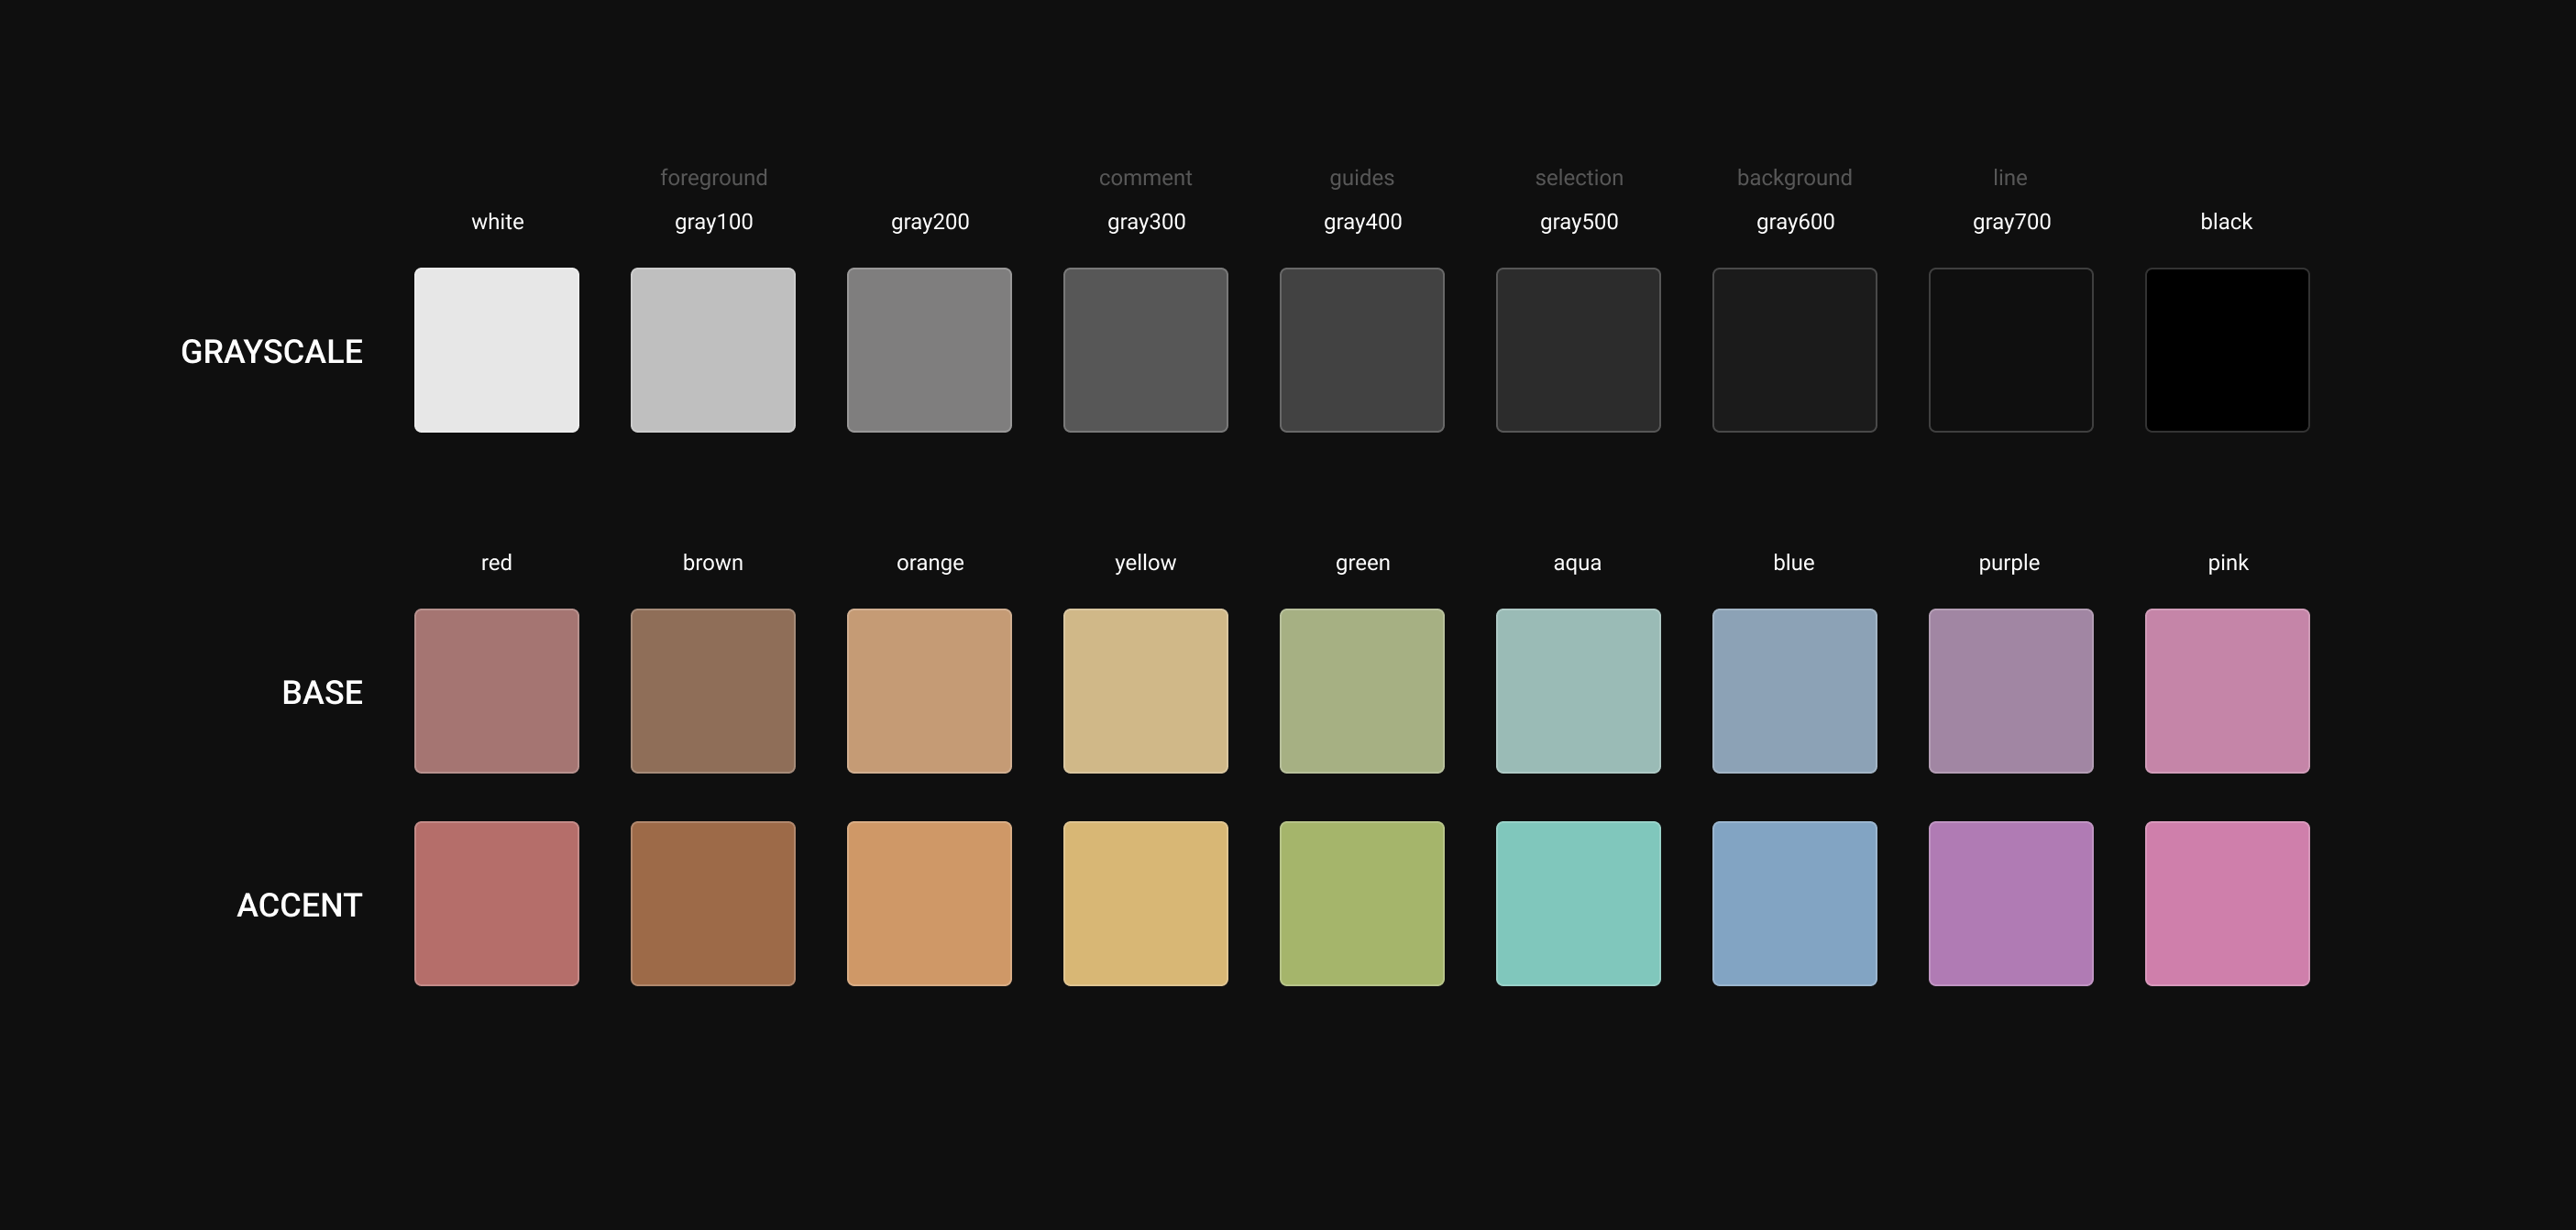 foreground comment guides selection background line
white gray100 gray200 gray300 gray400 gray500 gray600 gray700 black
GRAYSCALE
red brown orange yellow green aqua blue purple pink
BASE
ACCENT